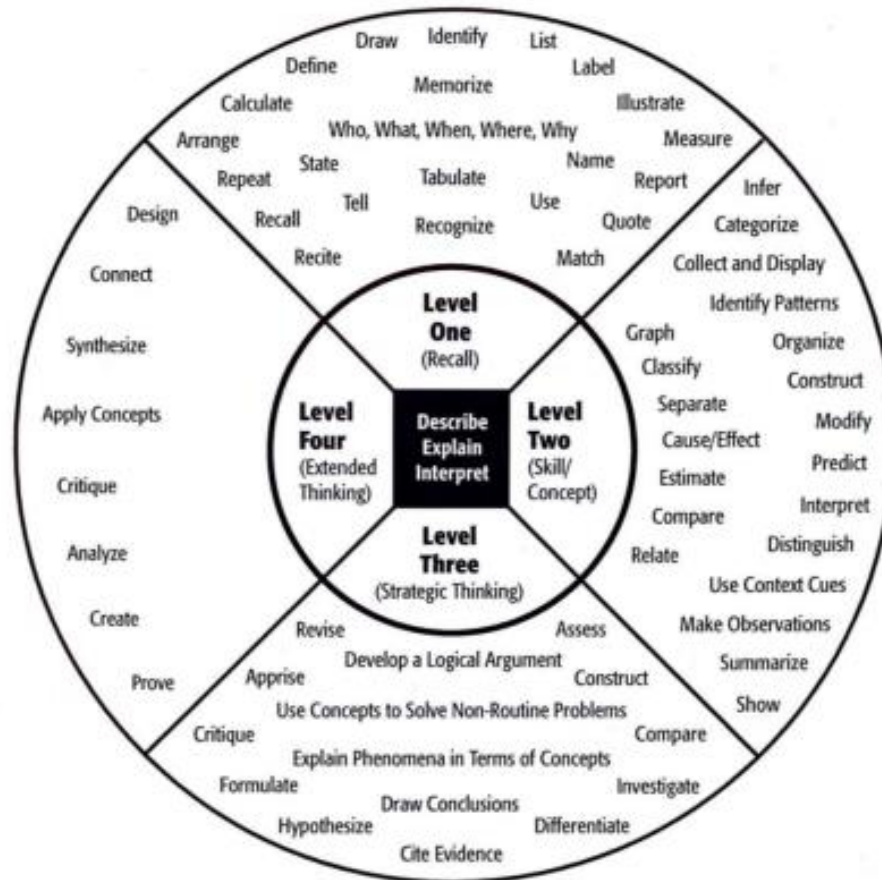 Draw
Identify
List
Define
Label
Memorize
Calculate
Illustrate
Who, What, When, Where, Why
Arrange
Measure
State
Name
Repeat
Tabulate
Report
Tell
Use
Recall
Recognize
Quote
Recite
Match
Infer
Categorize
Collect and Display
Identify Patterns
Graph
Organize
Classify
Construct
Separate
Modify
Cause/Effect
Predict
Estimate
Interpret
Compare
Distinguish
Relate
Use Context Cues
Make Observations
Summarize
Show
Design
Connect
Synthesize
Apply Concepts
Critique
Analyze
Create
Prove
Level
One
(Recall)
Level
Four
(Extended
Thinking)
Describe
Explain
Interpret
Level
Two
(Skill/
Concept)
Level
Three
(Strategic Thinking)
Revise
Assess
Develop a Logical Argument
Apprise
Construct
Use Concepts to Solve Non-Routine Problems
Critique
Compare
Explain Phenomena in Terms of Concepts
Formulate
Investigate
Draw Conclusions
Hypothesize
Differentiate
Cite Evidence